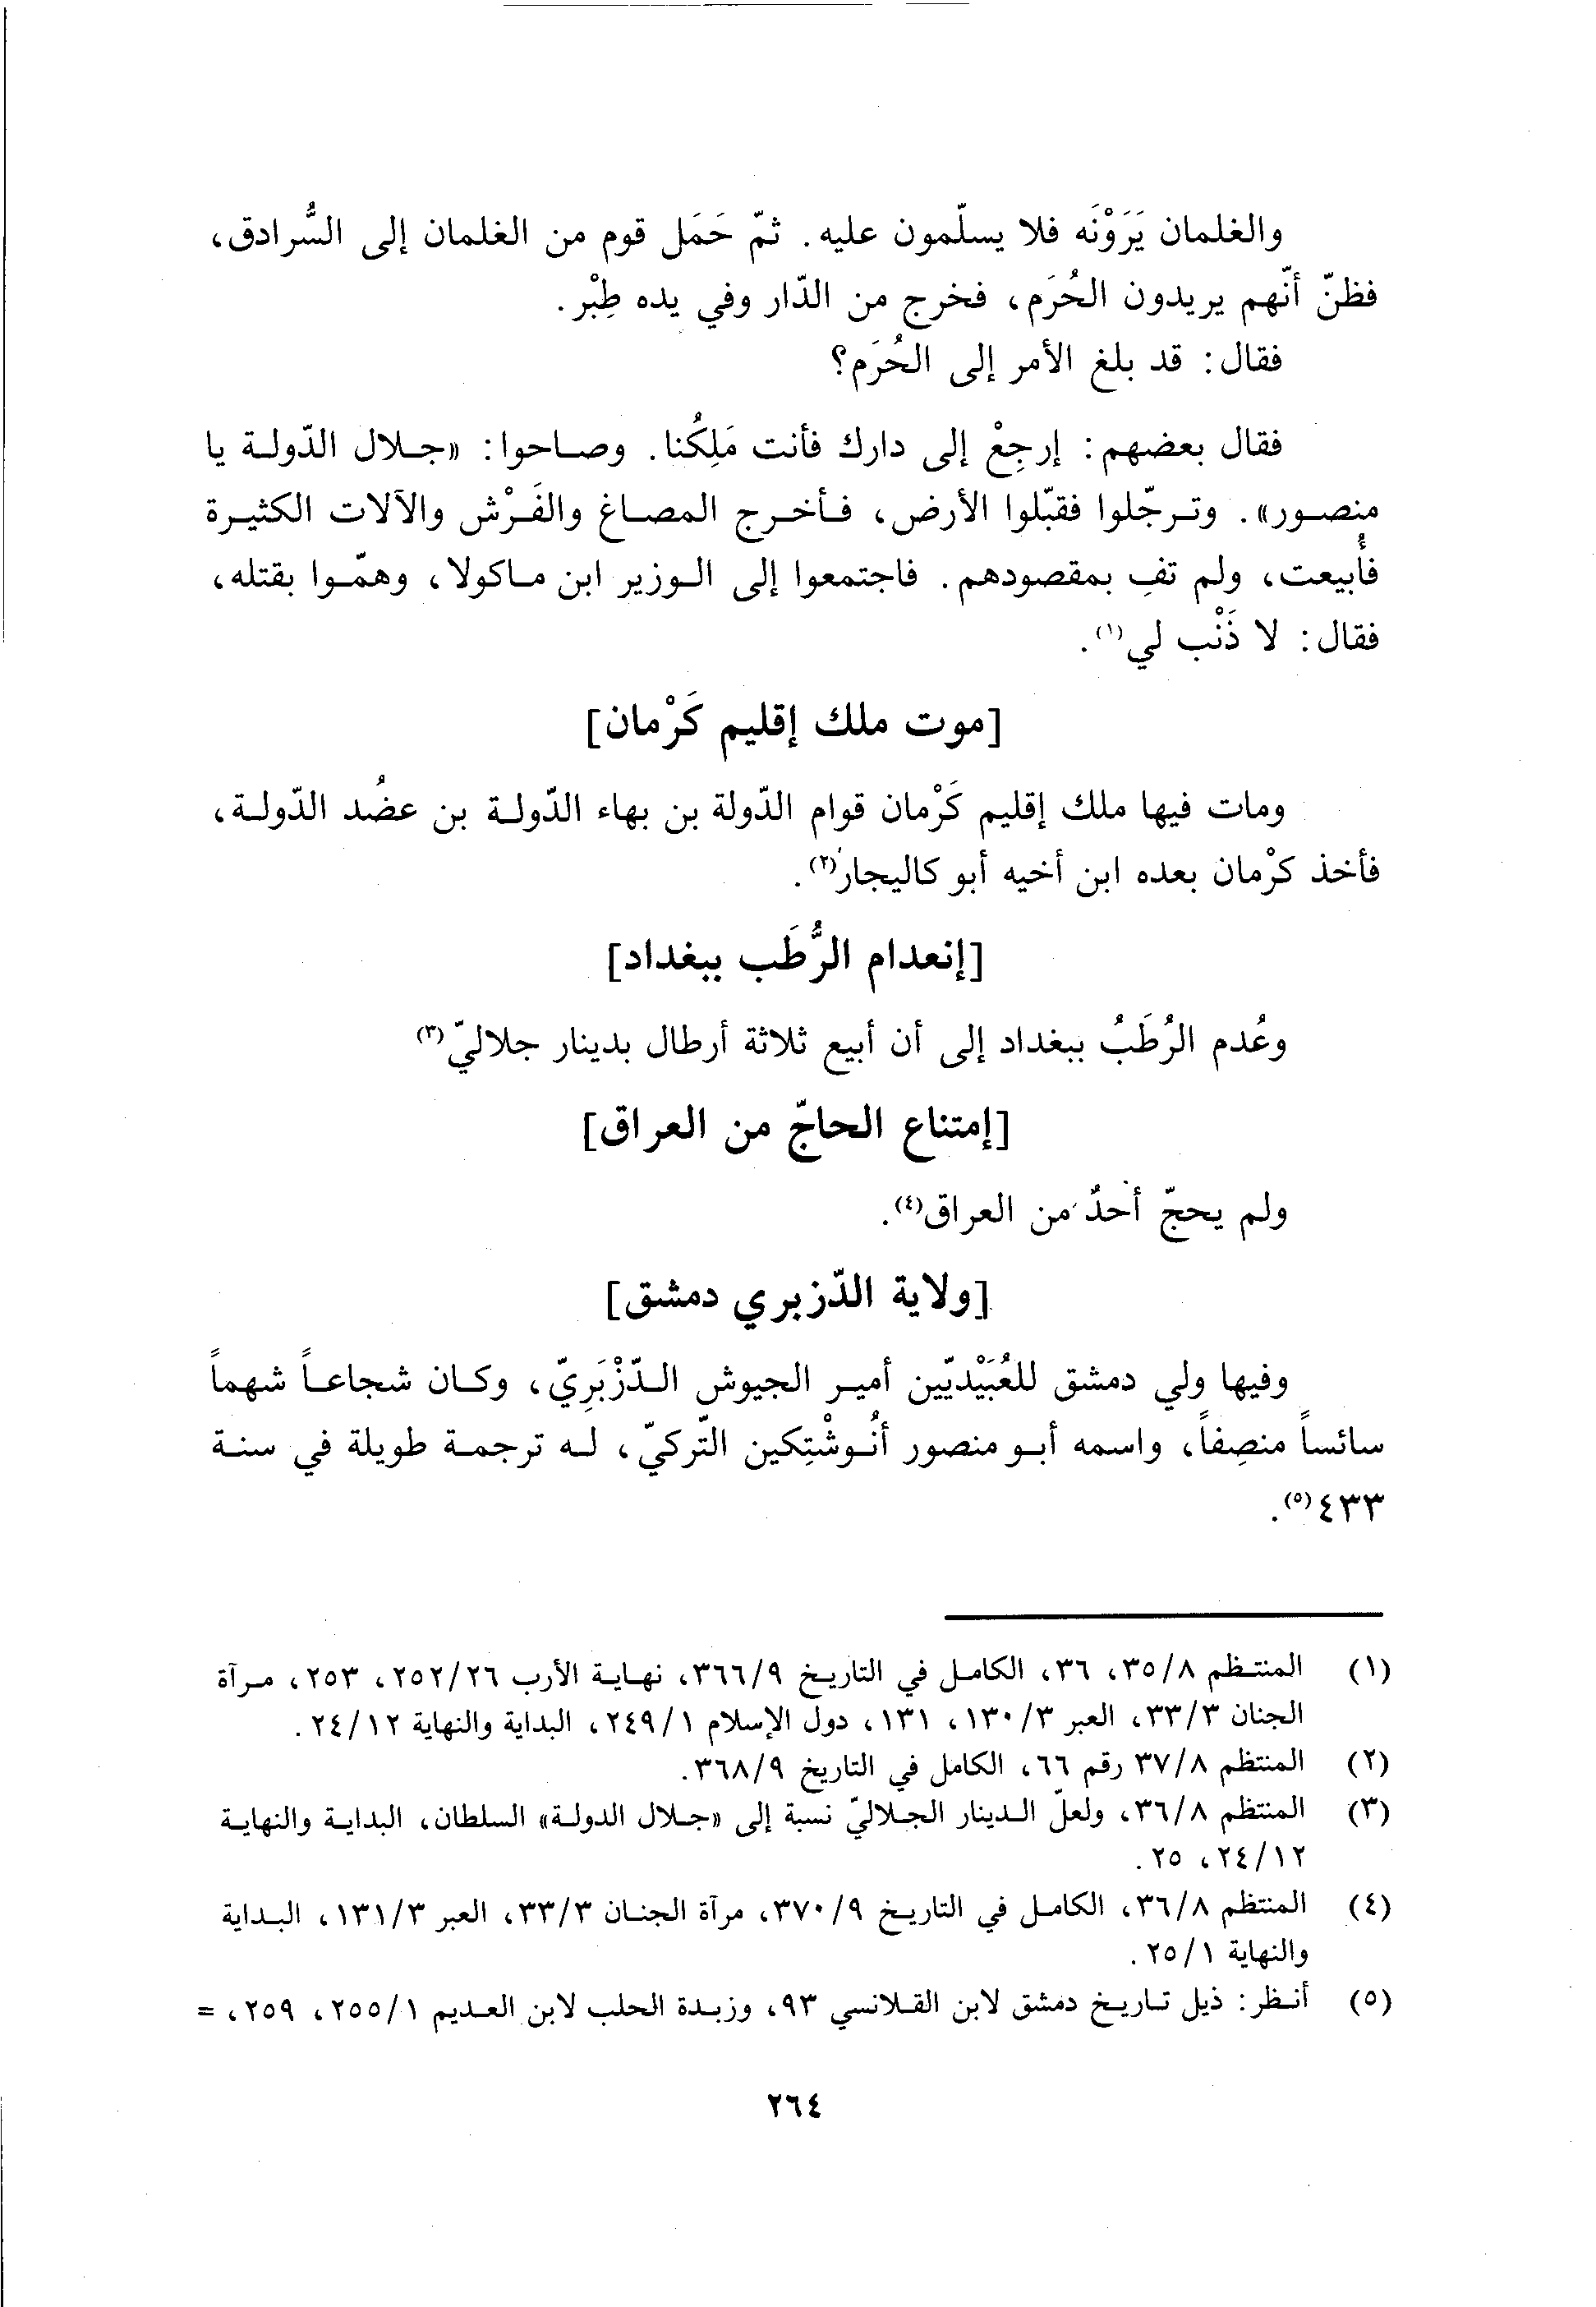 والغلمان يَرَوْنَه فلا يسلّمون عليه. ثمّ حَمَل قوم من الغلمان إلى السُّرادق،
فظنّ أنّهم يريدون الحُرَم، فخرج من الدّار وفي يده طِبْر.
فقال: قد بلغ الأمر إلى الحُرَم؟
فقال بعضهم: إرجِعْ إلى دارك فأنت مَلِكُنا. وصاحوا: «جلال الدّولة يا
منصور». وترجّلوا فقبّلوا الأرض، فأخرج المصاغ والفَرْش والآلات الكثيرة
فأُبيعت، ولم تفِ بمقصودهم. فاجتمعوا إلى الوزير ابن ماكولا، وهمّوا بقتله،
فقال: لا ذَنْب لي(١).
[موت ملك إقليم كَرْمان]
ومات فيها ملك إقليم كَرْمان قوام الدّولة بن بهاء الدّولة بن عضُد الدّولة،
فأخذ كرْمان بعده ابن أخيه أبو كاليجار(٢).
[إنعدام الرُّطَب ببغداد]
وعُدم الرُطَبُ ببغداد إلى أن أبيع ثلاثة أرطال بدينار جلاليّ(٣)
[إمتناع الحاجّ من العراق]
ولم يحجّ أحدٌ من العراق(٤).
[ولاية الدّزبري دمشق]
وفيها ولي دمشق للعُبَيْديّين أمير الجيوش الدّزْبَرِيّ، وكان شجاعاً شهماً
سائساً منصِفاً، واسمه أبو منصور أنُوشْتِكين التّركيّ، له ترجمة طويلة في سنة
٤٣٣(٥).
(١) المنتظم ٣٥/٨، ٣٦، الكامل في التاريخ ٣٦٦/٩، نهاية الأرب ٢٥٢/٢٦، ٢٥٣، مرآة
الجنان ٣٣/٣، العبر ١٣٠/٣، ١٣١، دول الإسلام ٢٤٩/١، البداية والنهاية ٢٤/١٢.
(٢) المنتظم ٣٧/٨ رقم ٦٦، الكامل في التاريخ ٣٦٨/٩.
(٣) المنتظم ٣٦/٨، ولعلّ الدينار الجلاليّ نسبة إلى «جلال الدولة» السلطان، البداية والنهاية
٢٤/١٢، ٢٥.
(٤) المنتظم ٣٦/٨، الكامل في التاريخ ٣٧٠/٩، مرآة الجنان ٣٣/٣، العبر ١٣١/٣، البداية
والنهاية ٢٥/١.
(٥) أنظر: ذيل تاريخ دمشق لابن القلانسي ٩٣، وزبدة الحلب لابن العديم ٢٥٥/١، ٢٥٩، =
٢٦٤